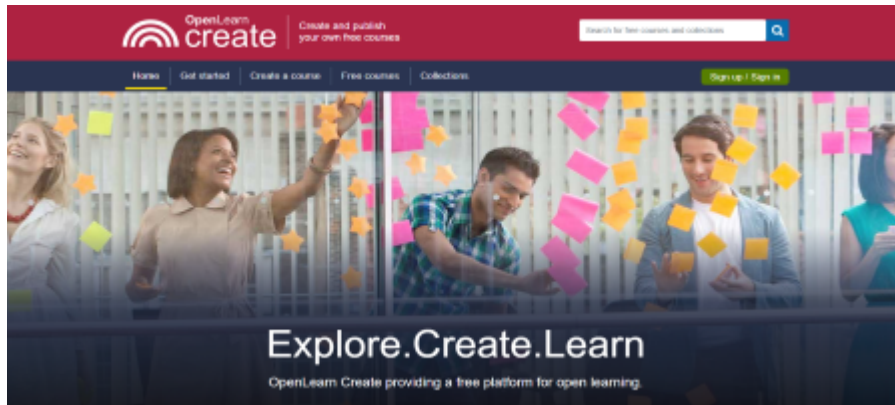 OpenLearn
create
Create and publish
your own free courses
Search for free courses and collections
Home
Get started
Create a course
Free courses
Collections
Sign up / Sign in
Explore.Create.Learn
OpenLearn Create providing a free platform for open learning.